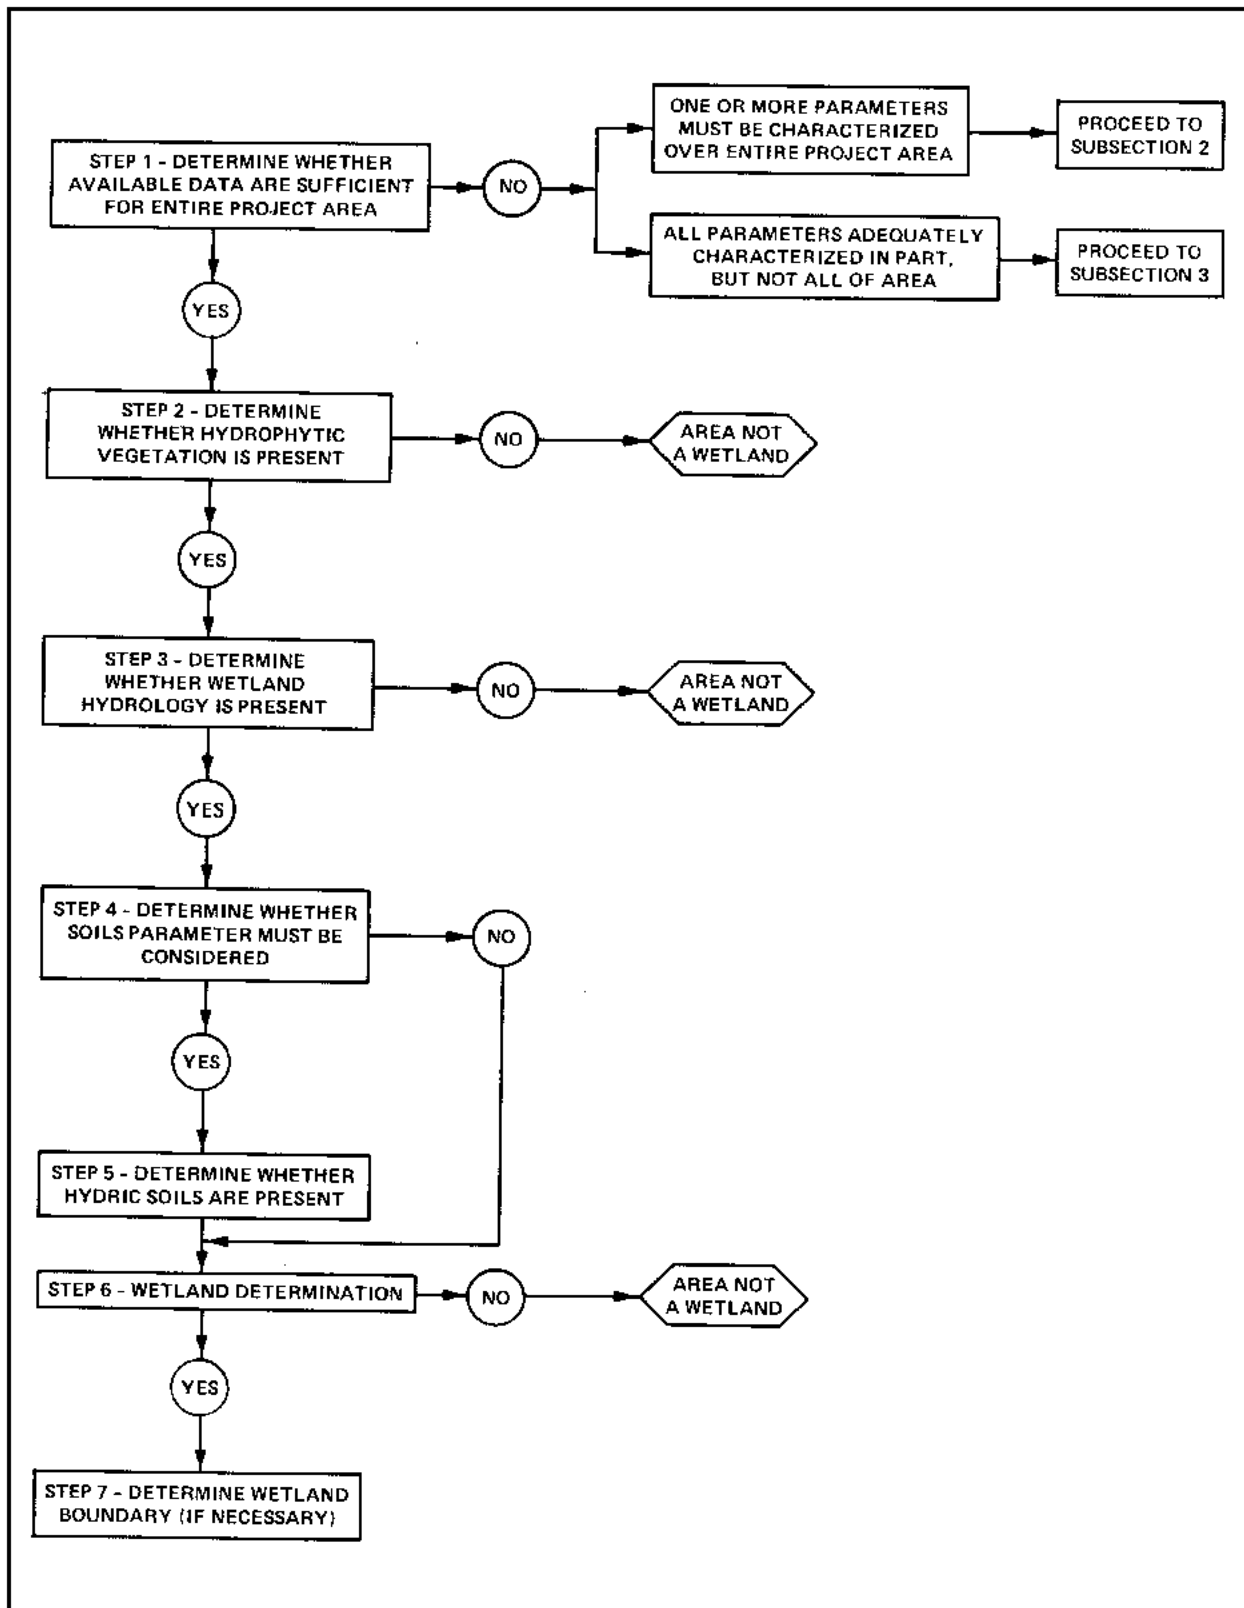 STEP 1 - DETERMINE WHETHER
AVAILABLE DATA ARE SUFFICIENT
FOR ENTIRE PROJECT AREA
NO
ONE OR MORE PARAMETERS
MUST BE CHARACTERIZED
OVER ENTIRE PROJECT AREA
PROCEED TO
SUBSECTION 2
ALL PARAMETERS ADEQUATELY
CHARACTERIZED IN PART,
BUT NOT ALL OF AREA
PROCEED TO
SUBSECTION 3
YES
STEP 2 - DETERMINE
WHETHER HYDROPHYTIC
VEGETATION IS PRESENT
NO
AREA NOT
A WETLAND
YES
STEP 3 - DETERMINE
WHETHER WETLAND
HYDROLOGY IS PRESENT
NO
AREA NOT
A WETLAND
YES
STEP 4 - DETERMINE WHETHER
SOILS PARAMETER MUST BE
CONSIDERED
NO
YES
STEP 5 - DETERMINE WHETHER
HYDRIC SOILS ARE PRESENT
STEP 6 - WETLAND DETERMINATION
NO
AREA NOT
A WETLAND
YES
STEP 7 - DETERMINE WETLAND
BOUNDARY (IF NECESSARY)